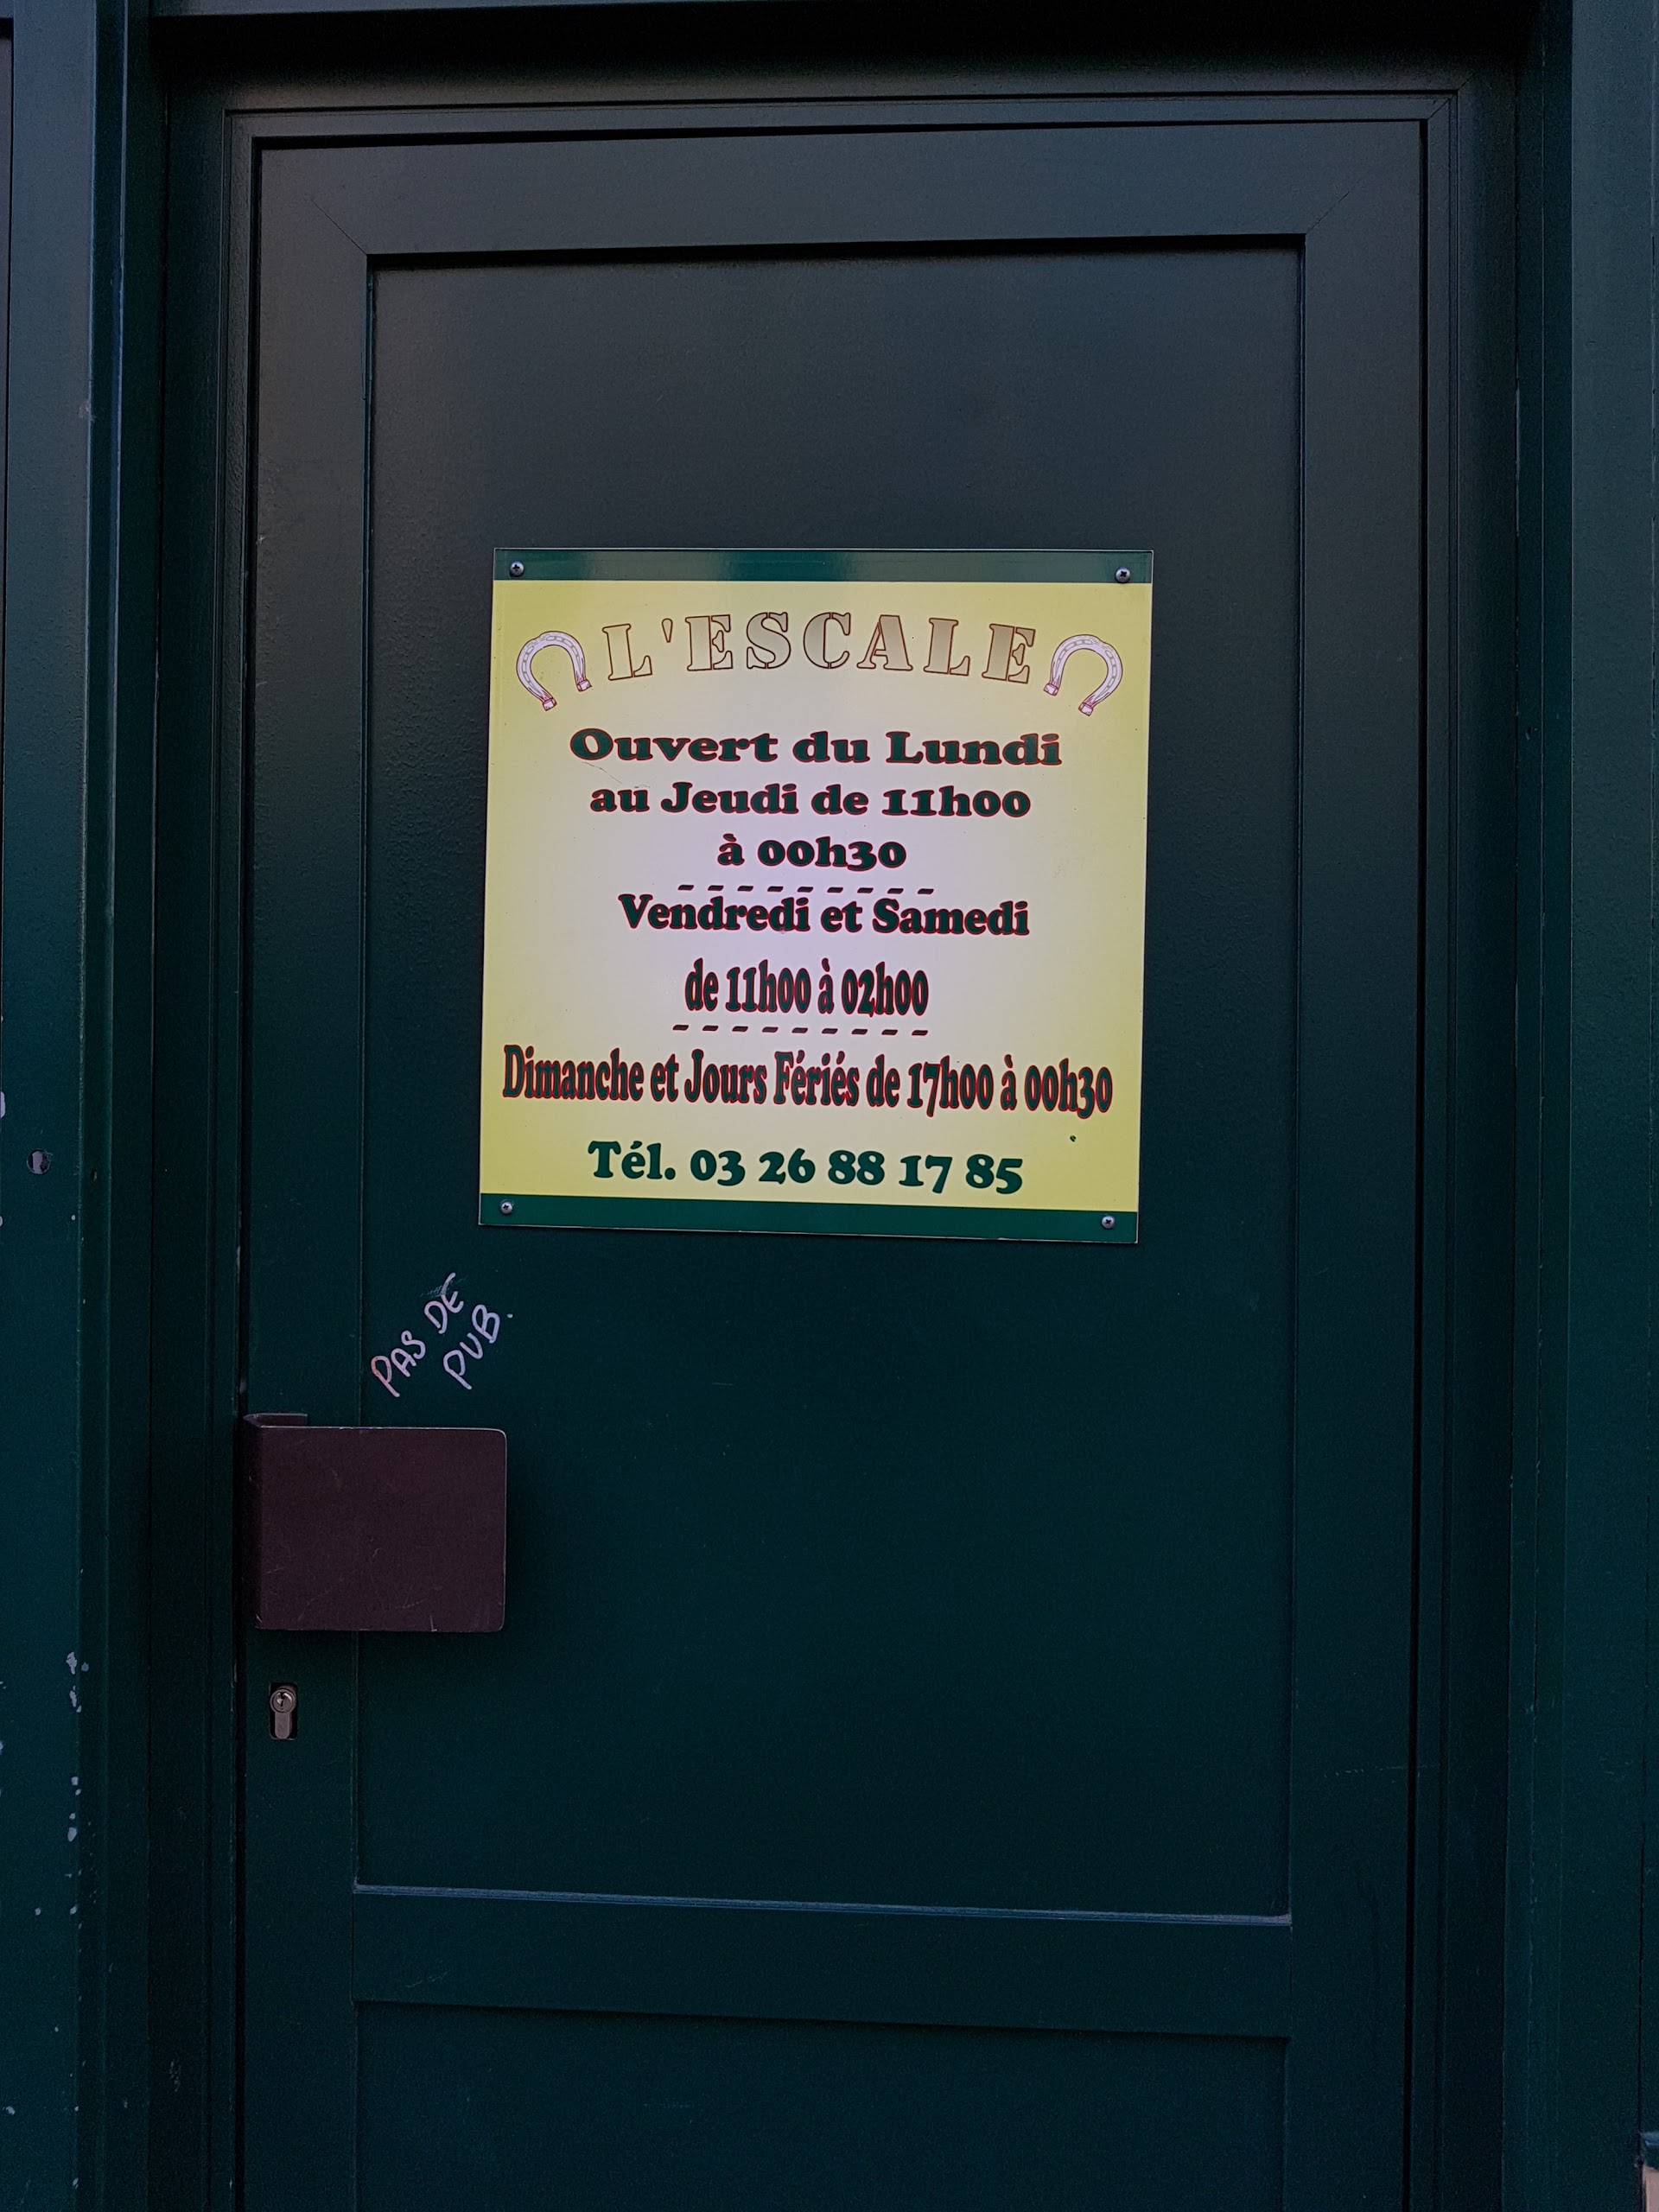 L'ESCALE
Ouvert du Lundi
au Jeudi de 11h00
à 00h30
Vendredi et Samedi
de 11h00 à 02h00
Dimanche et Jours Fériés de 17h00 à 00h30
Tél. 03 26 88 17 85
PAS DE
PUB.